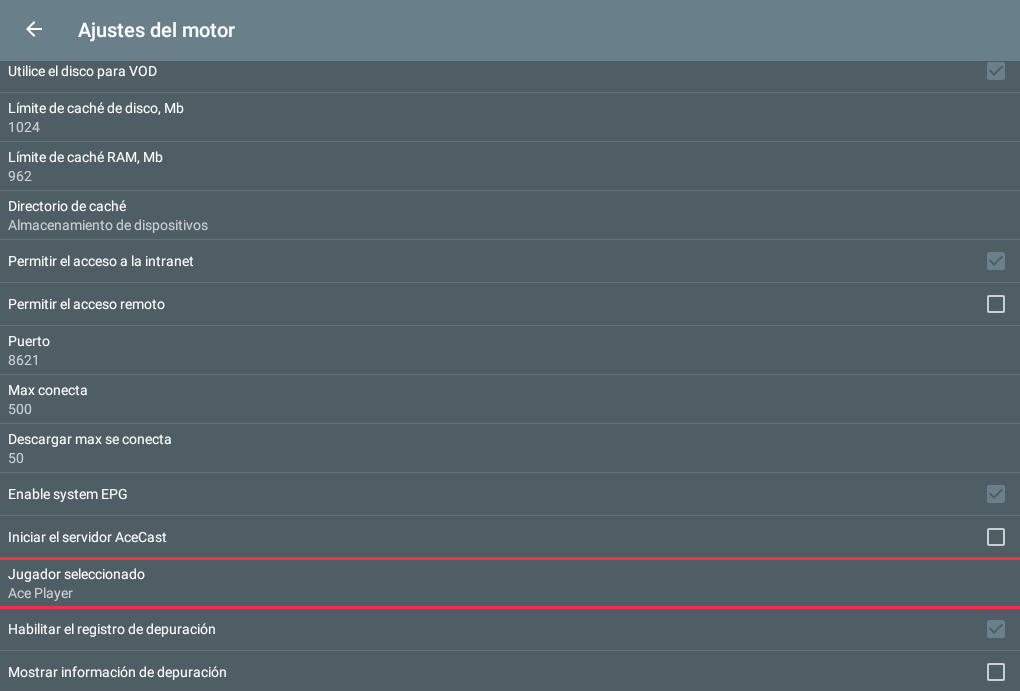 Ajustes del motor
Utilice el disco para VOD
Límite de caché de disco, Mb
1024
Límite de caché RAM, Mb
962
Directorio de caché
Almacenamiento de dispositivos
Permitir el acceso a la intranet
Permitir el acceso remoto
Puerto
8621
Max conecta
500
Descargar max se conecta
50
Enable system EPG
Iniciar el servidor AceCast
Jugador seleccionado
Ace Player
Habilitar el registro de depuración
Mostrar información de depuración